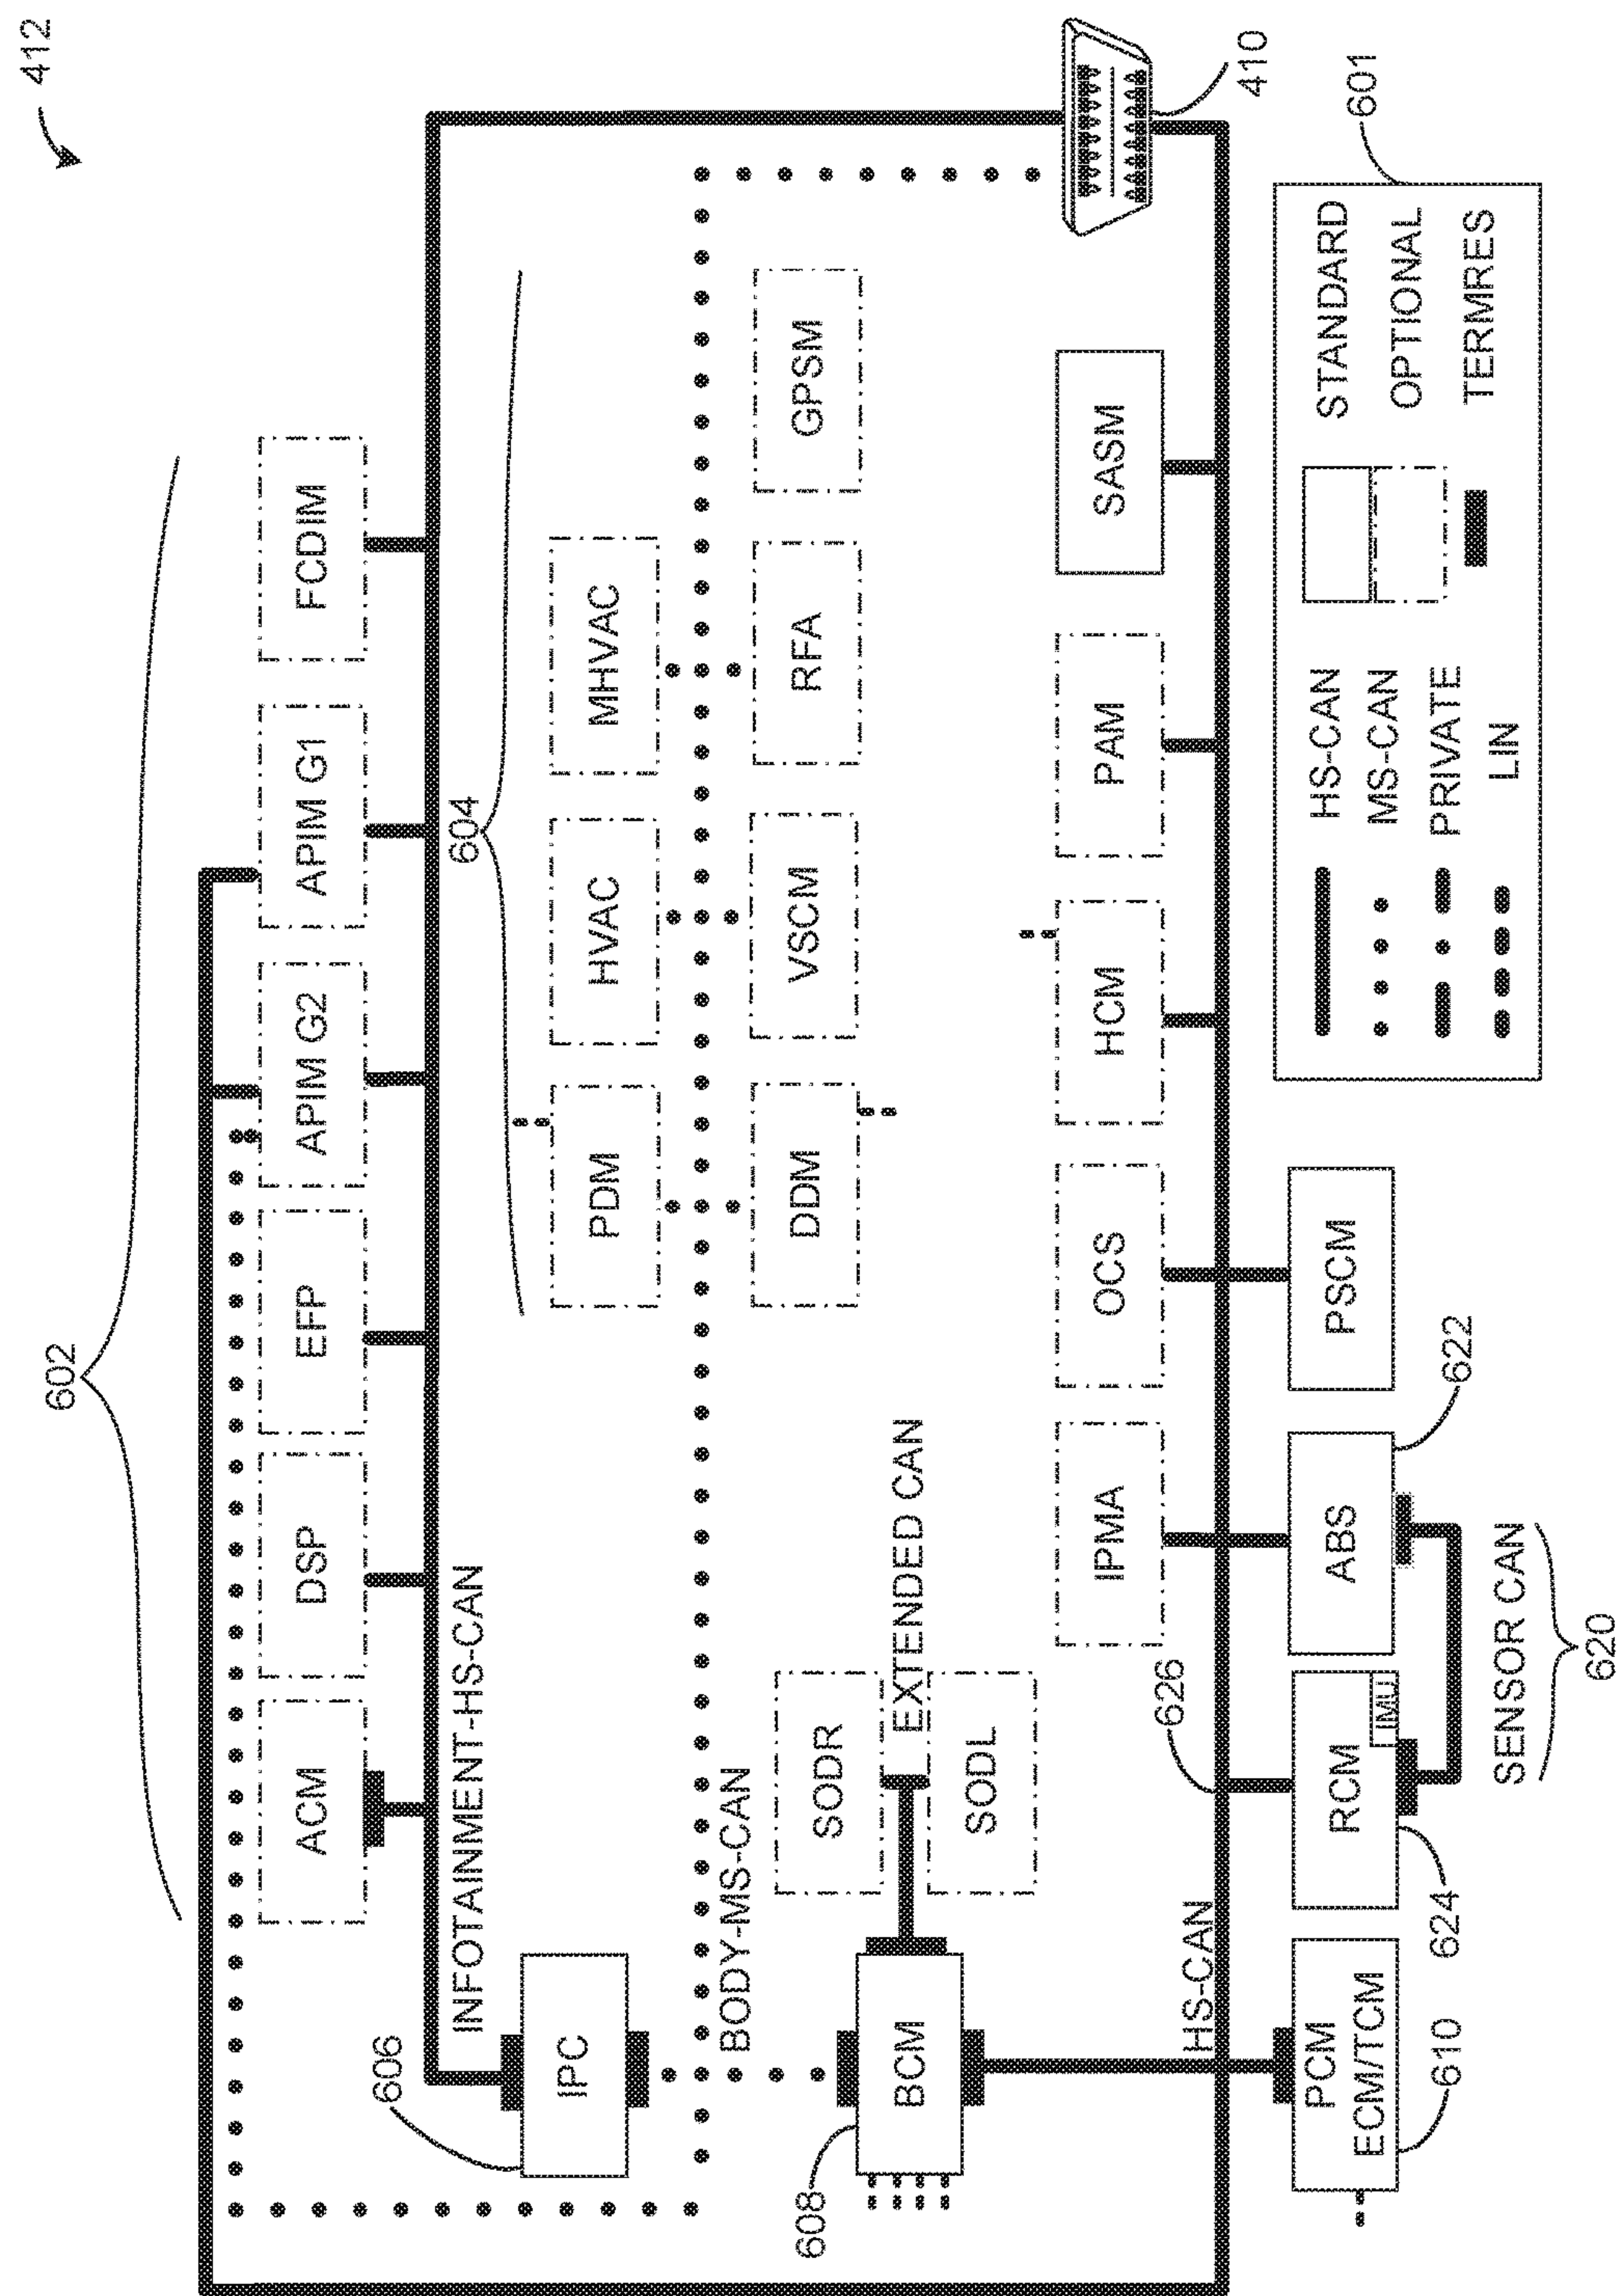 412
602
ACM
DSP
EFP
APIM G2
APIM G1
FCDIM
INFOTAINMENT-HS-CAN
604
606
IPC
PDM
HVAC
MHVAC
BODY-MS-CAN
DDM
VSCM
RFA
GPSM
608
BCM
SODR
EXTENDED CAN
SODL
IPMA
OCS
HCM
PAM
SASM
410
HS-CAN
626
PCM
ECM/TCM
610
RCM
IMU
624
ABS
622
PSCM
SENSOR CAN
620
601
HS-CAN
MS-CAN
PRIVATE
LIN
STANDARD
OPTIONAL
TERMRES